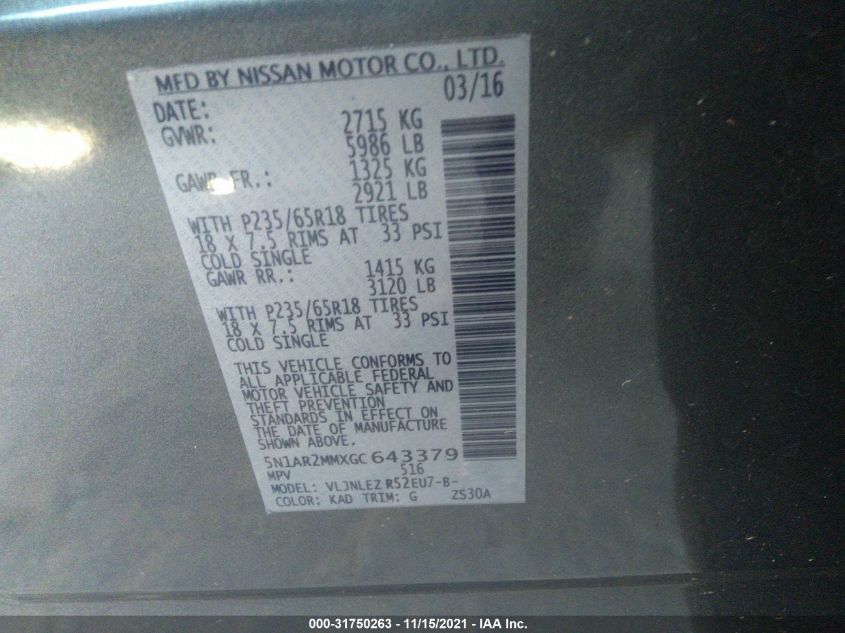 MFD BY NISSAN MOTOR CO., LTD.
DATE: 03/16
GVWR: 2715 KG
5986 LB
GAWR FR.: 1325 KG
2921 LB
WITH P235/65R18 TIRES
18 X 7.5 RIMS AT 33 PSI
COLD SINGLE
GAWR RR.: 1415 KG
3120 LB
WITH P235/65R18 TIRES
18 X 7.5 RIMS AT 33 PSI
COLD SINGLE
THIS VEHICLE CONFORMS TO
ALL APPLICABLE FEDERAL
MOTOR VEHICLE SAFETY AND
THEFT PREVENTION
STANDARDS IN EFFECT ON
THE DATE OF MANUFACTURE
SHOWN ABOVE.
5N1AR2MMXGC643379
MPV 516
MODEL: VLJNLEZ R52EU7-B-
COLOR: KAD TRIM: G ZS30A
000-31750263 - 11/15/2021 - IAA Inc.